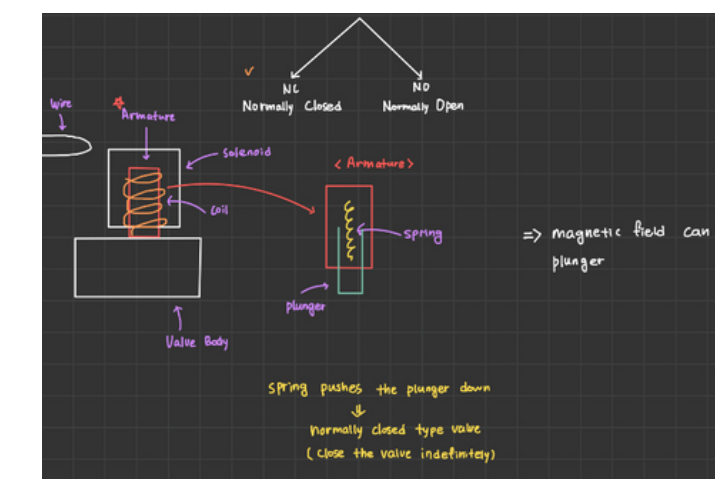 NC
NO
Normally Closed
Normally Open
wire
Armature
solenoid
coil
Valve Body
< Armature >
spring
plunger
=> magnetic field can
plunger
spring pushes the plunger down
normally closed type valve
( close the valve indefinitely)